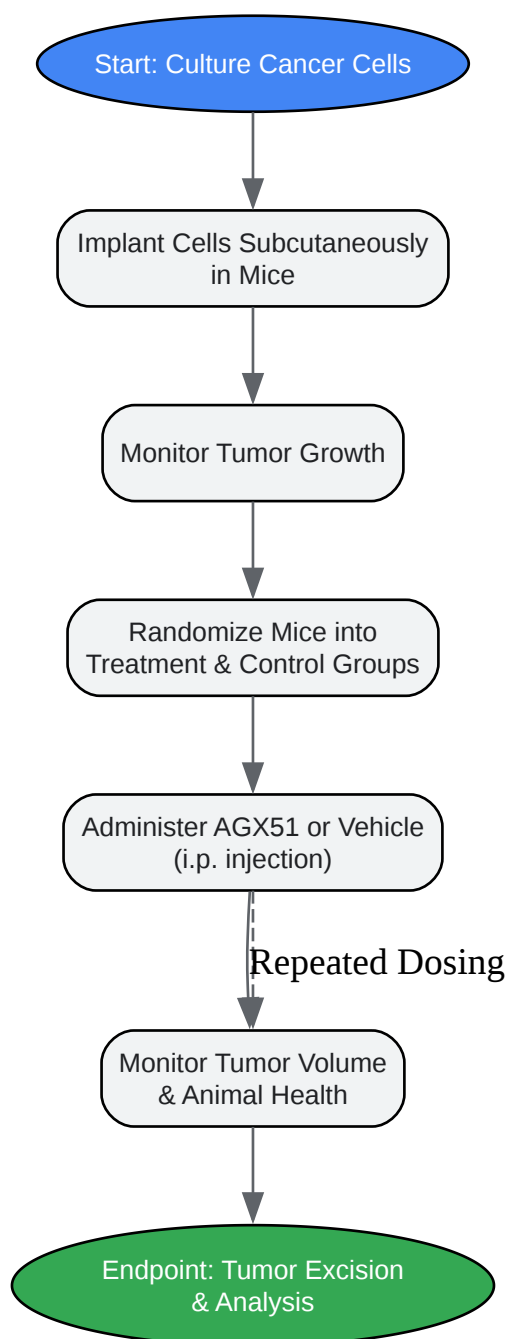 Start: Culture Cancer Cells
Implant Cells Subcutaneously
in Mice
Monitor Tumor Growth
Randomize Mice into
Treatment & Control Groups
Administer AGX51 or Vehicle
(i.p. injection)
Repeated Dosing
Monitor Tumor Volume
& Animal Health
Endpoint: Tumor Excision
& Analysis